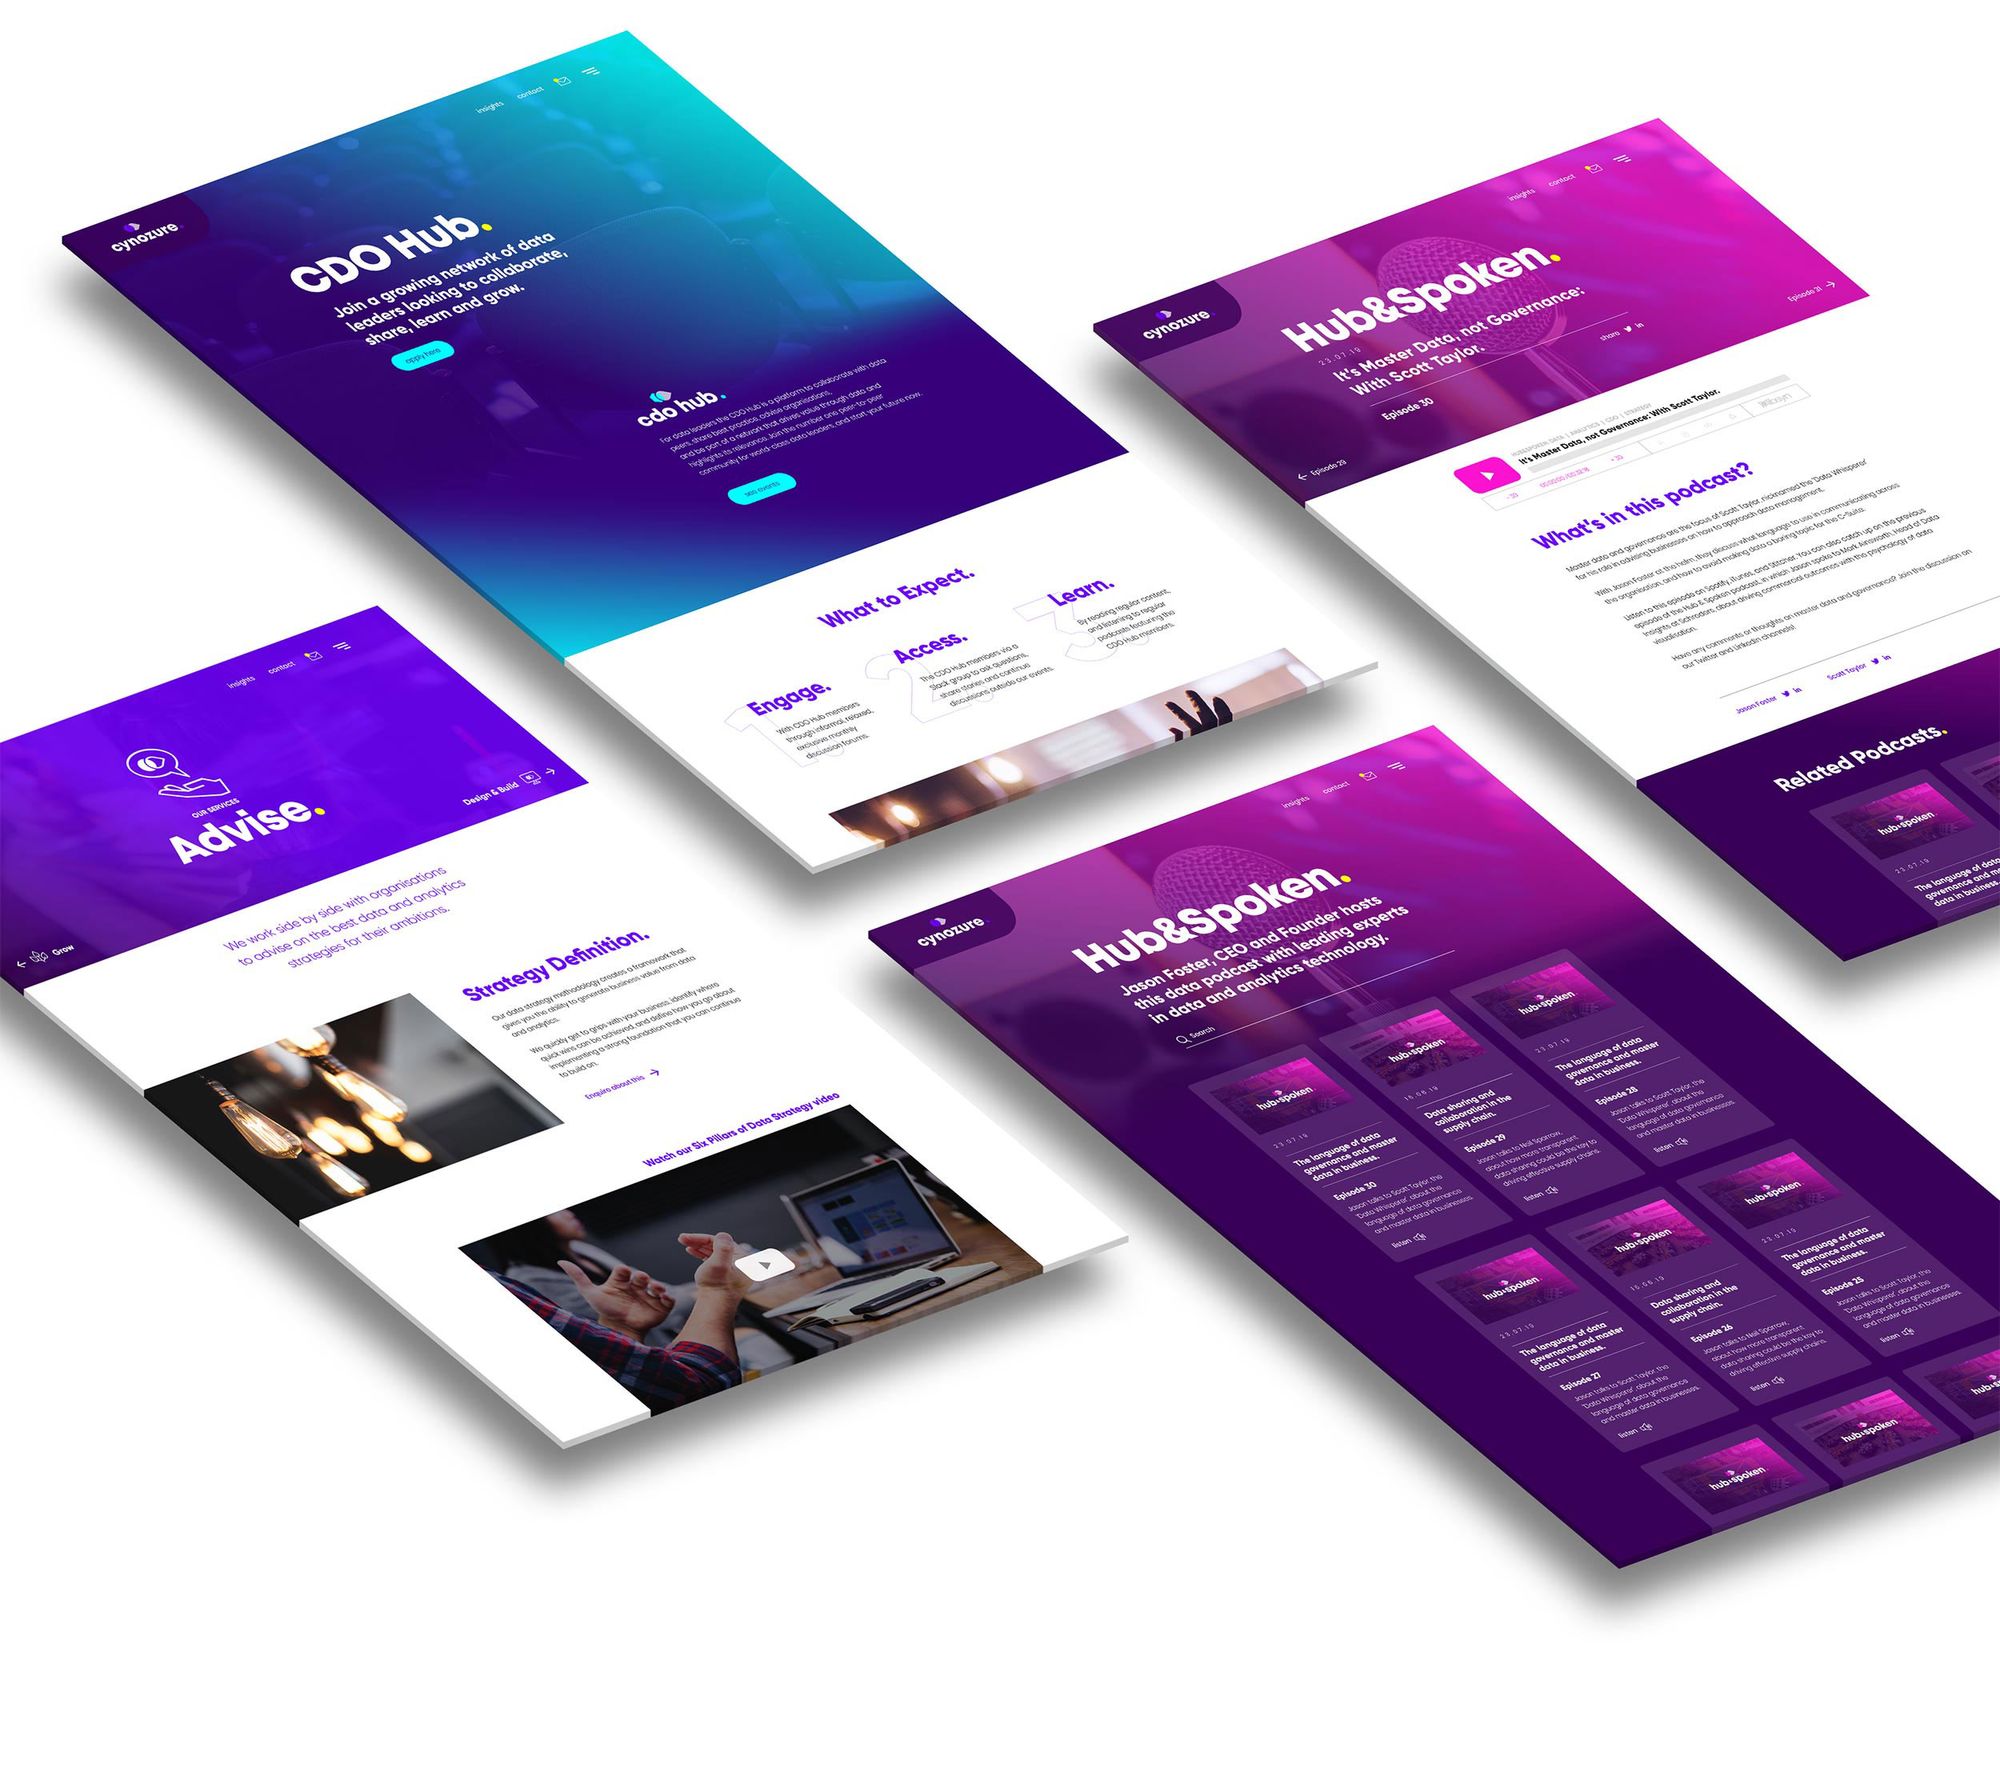 insights contact
cynozure
CDO Hub.
Join a growing network of data
leaders looking to collaborate,
share, learn and grow.
apply here
cdo hub.
For data leaders the CDO Hub is a platform to collaborate with data
peers, share best practice, advise organisations,
and be part of a network that drives value through data and
highlights its relevance. Join the number one peer-to-peer
community for world-class data leaders, and start your future now.
see events
What to Expect.
1.
Engage.
With CDO Hub members
through informal, relaxed,
exclusive monthly
discussion forums.
2.
Access.
The CDO Hub members via a
Slack group to ask questions,
share stories and continue
discussions outside our events.
3.
Learn.
By reading regular content,
and listening to regular
podcasts featuring the
CDO Hub members.
insights contact
cynozure
Hub&Spoken.
23.07.19
It's Master Data, not Governance:
With Scott Taylor.
share
Episode 30
Episode 31
Episode 29
HUB&SPOKEN: DATA | ANALYTICS | CDO | STRATEGY
It's Master Data, not Governance: With Scott Taylor.
- 30
+ 30
What's in this podcast?
Master data and governance are the focus of Scott Taylor, nicknamed the 'Data Whisperer'
for his role in advising businesses on how to approach data management.
With Jason Foster at the helm, they discuss what language to use in communicating across
the organisation, and how to avoid making data a boring topic for the C-Suite.
Listen to this episode on Spotify, iTunes, and Stitcher. You can also catch up on the previous
episode of the Hub & Spoken podcast, in which Jason spoke to Mark Ainsworth, Head of Data
Insights at Schroders, about driving commercial outcomes with the psychology of data
visualisation.
Have any comments or thoughts on master data and governance? Join the discussion on
our Twitter and LinkedIn channels!
Jason Foster
Scott Taylor
Related Podcasts.
hub&spoken
23.07.19
The language of data
governance and
data in business.
insights contact
OUR SERVICES
Advise.
Design & Build
Grow
We work side by side with organisations
to advise on the best data and analytics
strategies for their ambitions.
Strategy Definition.
Our data strategy methodology creates a framework that
gives you the ability to generate business value from data
and analytics.
We quickly get to grips with your business, identify where
quick wins can be achieved, and define how you go about
implementing a strong foundation that you can continue
to build on.
Enquire about this
Watch our Six Pillars of Data Strategy video
insights contact
cynozure
Hub&Spoken.
Jason Foster, CEO and Founder hosts
this data podcast with leading experts
in data and analytics technology.
Search
hub&spoken
23.07.19
The language of data
governance and master
data in business.
Episode 30
Jason talks to Scott Taylor, the
'Data Whisperer' about the
language of data governance
and master data in businesses.
listen
hub&spoken
15.06.19
Data sharing and
collaboration in the
supply chain.
Episode 29
Jason talks to Neil Sparrow,
about how more transparent
data sharing could be the key to
driving effective supply chains.
listen
hub&spoken
23.07.19
The language of data
governance and master
data in business.
Episode 28
Jason talks to Scott Taylor, the
'Data Whisperer' about the
language of data governance
and master data in businesses.
listen
hub&spoken
23.07.19
The language of data
governance and master
data in business.
Episode 27
Jason talks to Scott Taylor, the
'Data Whisperer' about the
language of data governance
and master data in businesses.
listen
hub&spoken
15.06.19
Data sharing and
collaboration in the
supply chain.
Episode 26
Jason talks to Neil Sparrow,
about how more transparent
data sharing could be the key to
driving effective supply chains.
listen
hub&spoken
23.07.19
The language of data
governance and master
data in business.
Episode 25
Jason talks to Scott Taylor, the
'Data Whisperer' about the
language of data governance
and master data in businesses.
listen
hub&spoken
hub&spoken